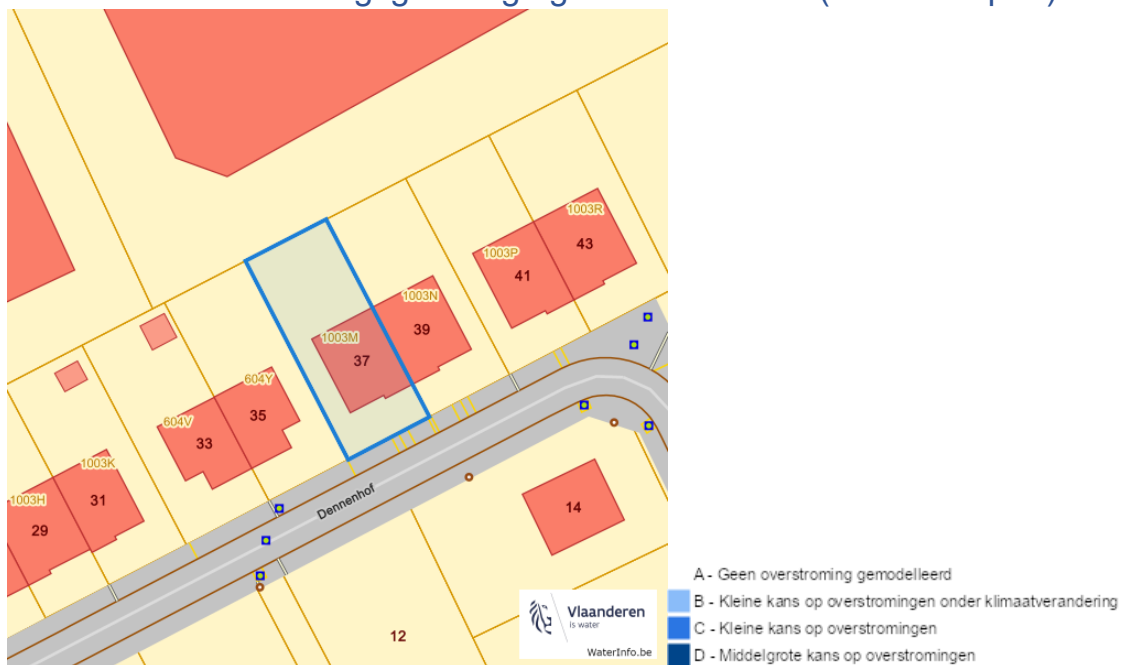 1003R
1003P
43
41
1003N
1003M
39
37
604Y
35
604V
33
1003K
1003H
31
29
Dennenhof
14
12
Vlaanderen
is water
WaterInfo.be
A - Geen overstroming gemodelleerd
B - Kleine kans op overstromingen onder klimaatverandering
C - Kleine kans op overstromingen
D - Middelgrote kans op overstromingen